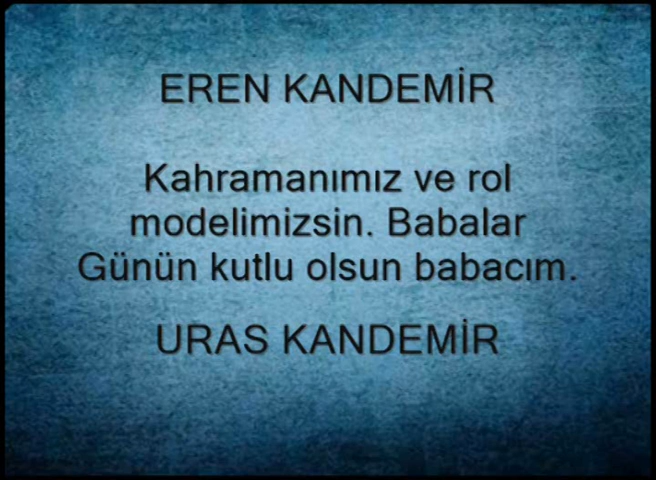 EREN KANDEMİR
Kahramanımız ve rol
modelimizsin. Babalar
Günün kutlu olsun babacım.
URAS KANDEMİR